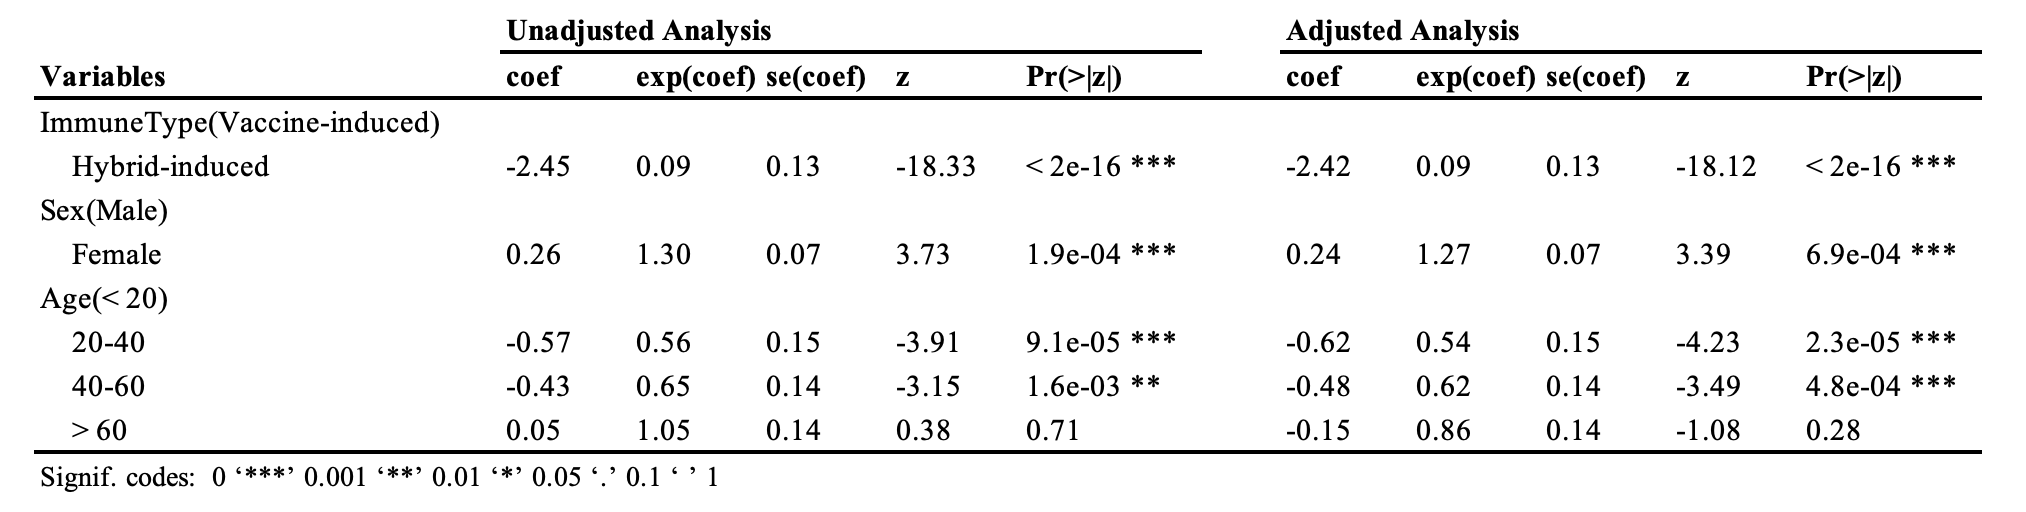 Unadjusted Analysis Adjusted Analysis
Variables coef exp(coef) se(coef) z Pr(>|z|) coef exp(coef) se(coef) z Pr(>|z|)
ImmuneType(Vaccine-induced)
Hybrid-induced -2.45 0.09 0.13 -18.33 < 2e-16 *** -2.42 0.09 0.13 -18.12 < 2e-16 ***
Sex(Male)
Female 0.26 1.30 0.07 3.73 1.9e-04 *** 0.24 1.27 0.07 3.39 6.9e-04 ***
Age(< 20)
20-40 -0.57 0.56 0.15 -3.91 9.1e-05 *** -0.62 0.54 0.15 -4.23 2.3e-05 ***
40-60 -0.43 0.65 0.14 -3.15 1.6e-03 ** -0.48 0.62 0.14 -3.49 4.8e-04 ***
> 60 0.05 1.05 0.14 0.38 0.71 -0.15 0.86 0.14 -1.08 0.28
Signif. codes: 0 ‘***’ 0.001 ‘**’ 0.01 ‘*’ 0.05 ‘.’ 0.1 ‘ ’ 1